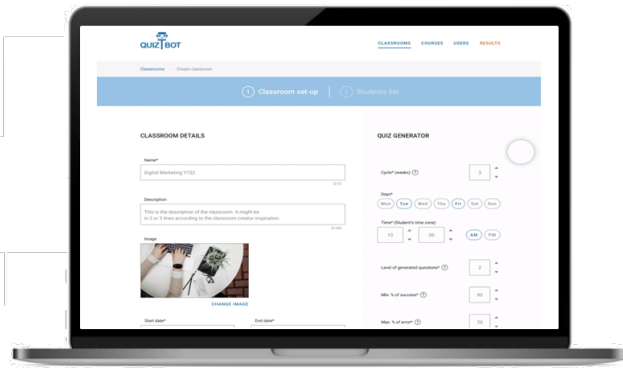 QUIZ BOT
CLASSROOMS COURSES USERS RESULTS
Classrooms Create classroom
1 Classroom set-up 2 Students list
CLASSROOM DETAILS
QUIZ GENERATOR
Name*
Digital Marketing Y152
Cycle* (weeks) ? 3
Description
This is the description of the classroom. It might be
in 2 or 3 lines according to the classroom creator inspiration.
Days*
Mon Tue Wed Thu Fri Sat Sun
Time* (Student's time zone)
10 00 AM PM
Image
CHANGE IMAGE
Level of generated questions* ? 2
Min. % of success* ? 90
Start date* End date*
Max. % of error* ?